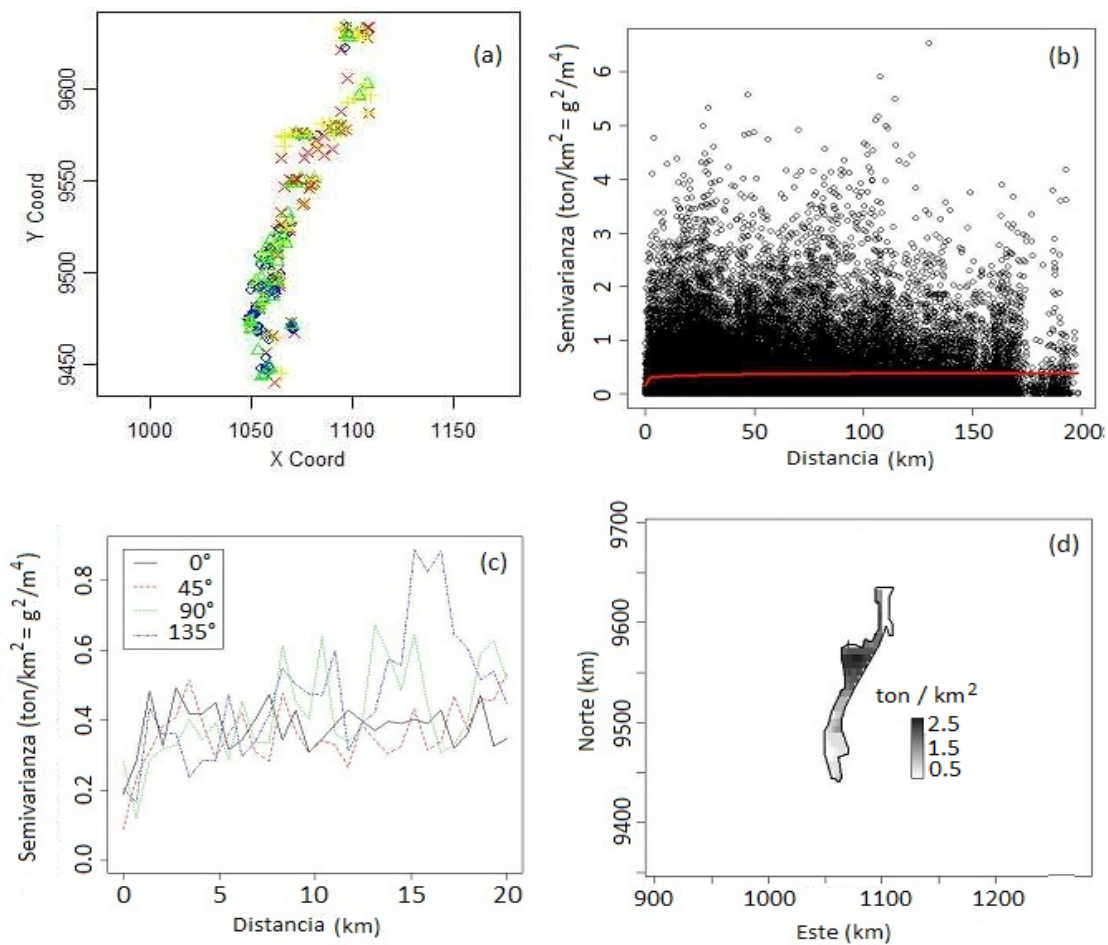 (a)
Y Coord
9600
9550
9500
9450
1000 1050 1100 1150
X Coord
(b)
Semivarianza (ton/km² = g²/m⁴)
6
5
4
3
2
1
0
0 50 100 150 200
Distancia (km)
(c)
Semivarianza (ton/km² = g²/m⁴)
0.8
0.6
0.4
0.2
0.0
0°
45°
90°
135°
0 5 10 15 20
Distancia (km)
(d)
Norte (km)
9700
9600
9500
9400
ton / km²
2.5
1.5
0.5
900 1000 1100 1200
Este (km)